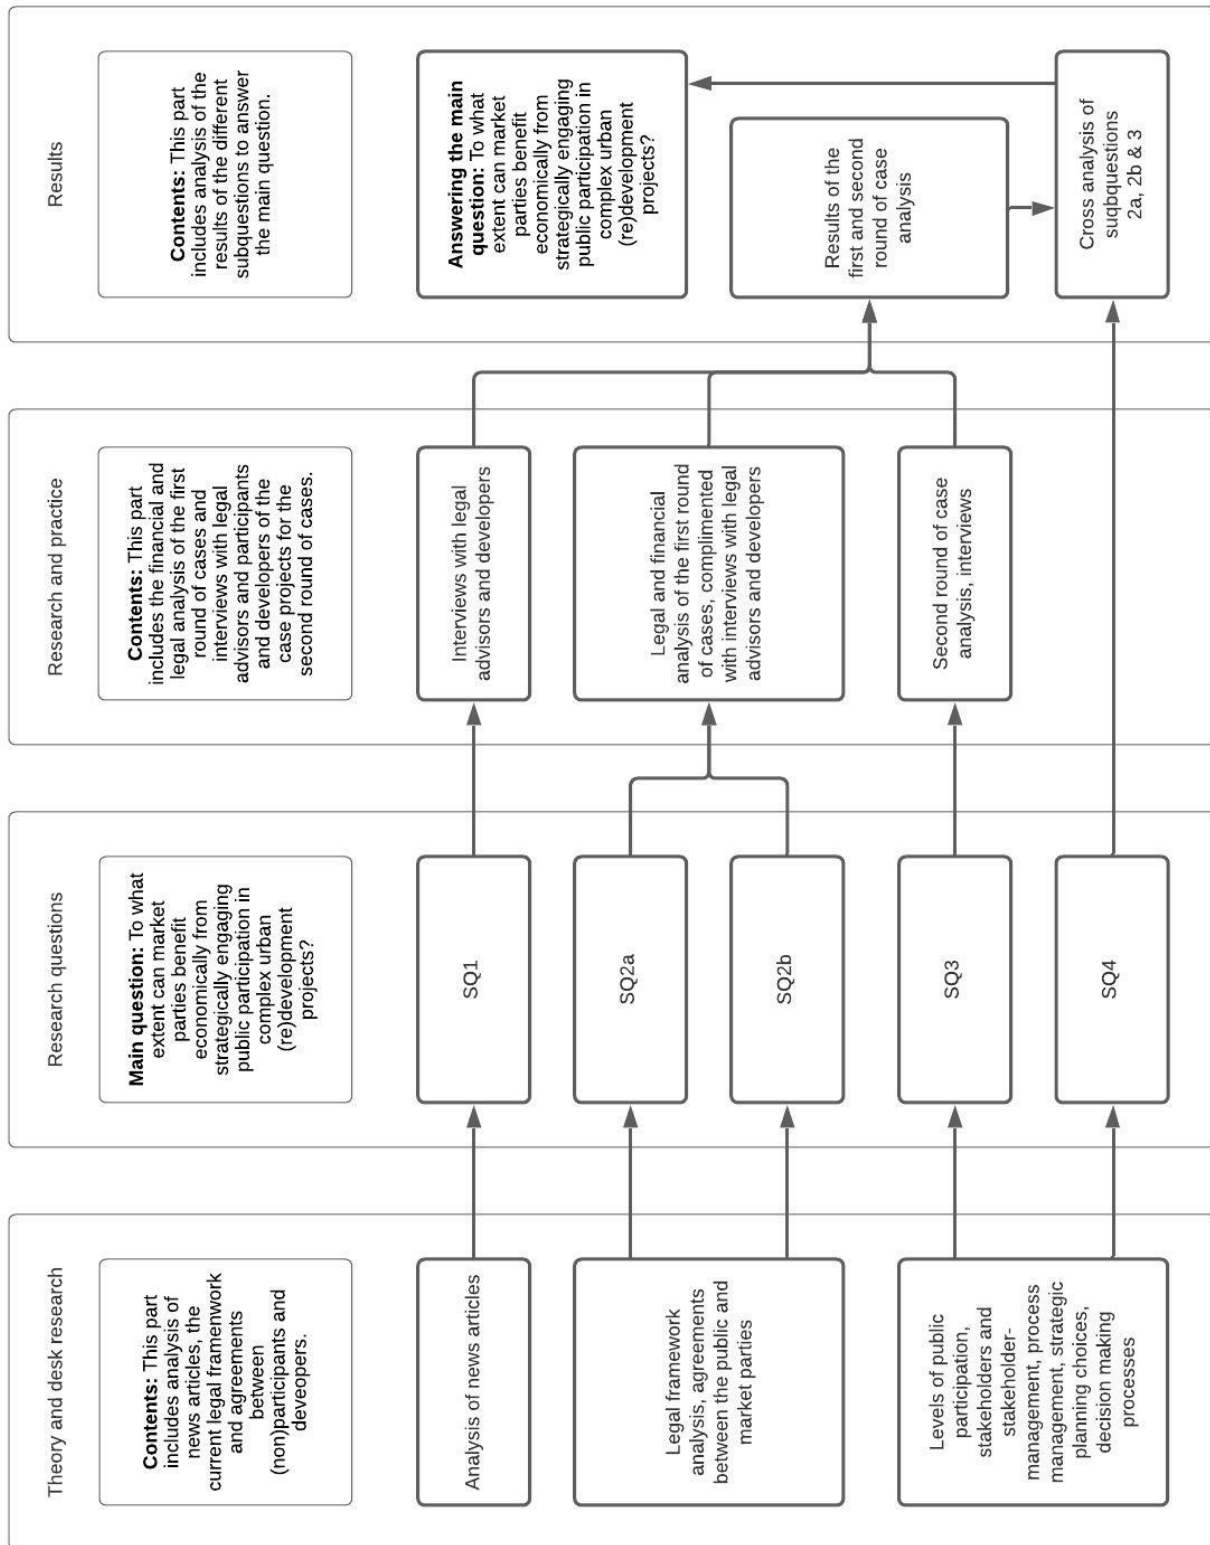 Theory and desk research
Contents: This part
includes analysis of
news articles, the
current legal framenwork
and agreements
between
(non)participants and
deveopers.
Analysis of news articles
Legal framework
analysis, agreements
between the public and
market parties
Levels of public
participation,
stakeholders and
stakeholder-
management, process
management, strategic
planning choices,
decision making
processes
Research questions
Main question: To what
extent can market
parties benefit
economically from
strategically engaging
public participation in
complex urban
(re)development
projects?
SQ1
SQ2a
SQ2b
SQ3
SQ4
Research and practice
Contents: This part
includes the financial and
legal analysis of the first
round of cases and
interviews with legal
advisors and participants
and developers of the
case projects for the
second round of cases.
Interviews with legal
advisors and developers
Legal and financial
analysis of the first round
of cases, complimented
with interviews with legal
advisors and developers
Second round of case
analysis, interviews
Results
Contents: This part
includes analysis of the
results of the different
subquestions to answer
the main question.
Answering the main
question: To what
extent can market
parties benefit
economically from
strategically engaging
public participation in
complex urban
(re)development
projects?
Results of the
first and second
round of case
analysis
Cross analysis of
suqbquestions
2a, 2b & 3